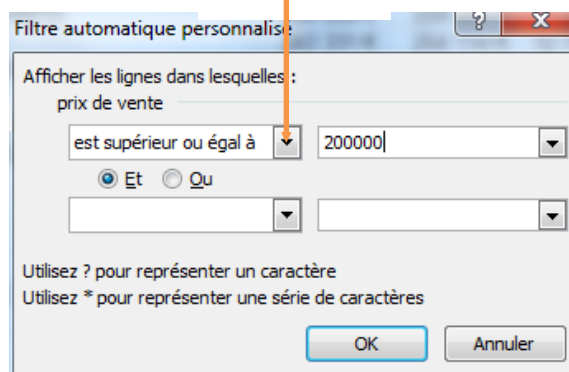 Filtre automatique personnalisé
Afficher les lignes dans lesquelles :
prix de vente
est supérieur ou égal à 200000
Et Ou
Utilisez ? pour représenter un caractère
Utilisez * pour représenter une série de caractères
OK Annuler